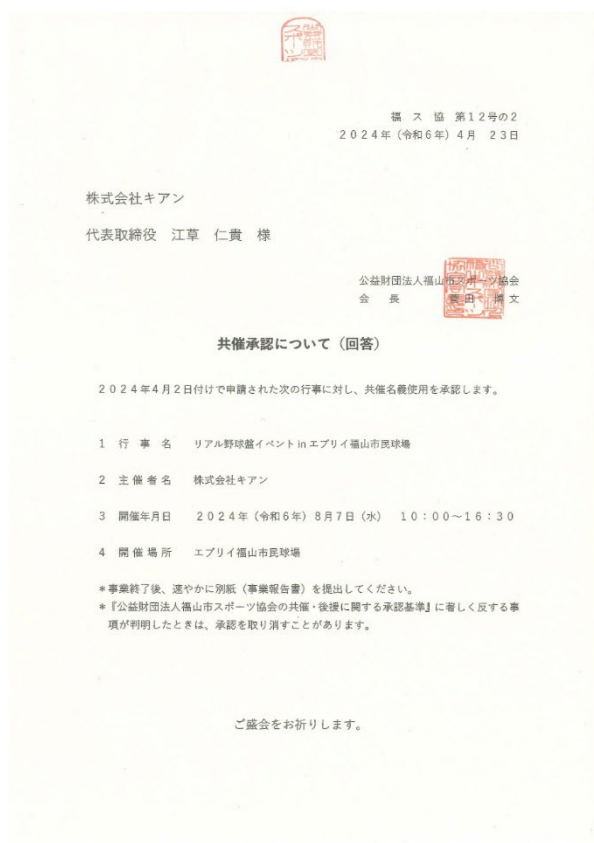 福 ス 協 第12号の2
2024年(令和6年)4月 23日
株式会社キアン
代表取締役 江草 仁貴 様
公益財団法人福山市スポーツ協会
会 長 菅田 博文
共催承認について(回答)
2024年4月2日付けで申請された次の行事に対し、共催名義使用を承認します。
1 行 事 名 リアル野球盤イベント in エブリイ福山市民球場
2 主 催 者 名 株式会社キアン
3 開催年月日 2024年(令和6年)8月7日(水) 10:00~16:30
4 開 催 場 所 エブリイ福山市民球場
*事業終了後、速やかに別紙(事業報告書)を提出してください。
*『公益財団法人福山市スポーツ協会の共催・後援に関する承認基準』に著しく反する事
項が判明したときは、承認を取り消すことがあります。
ご盛会をお祈りします。